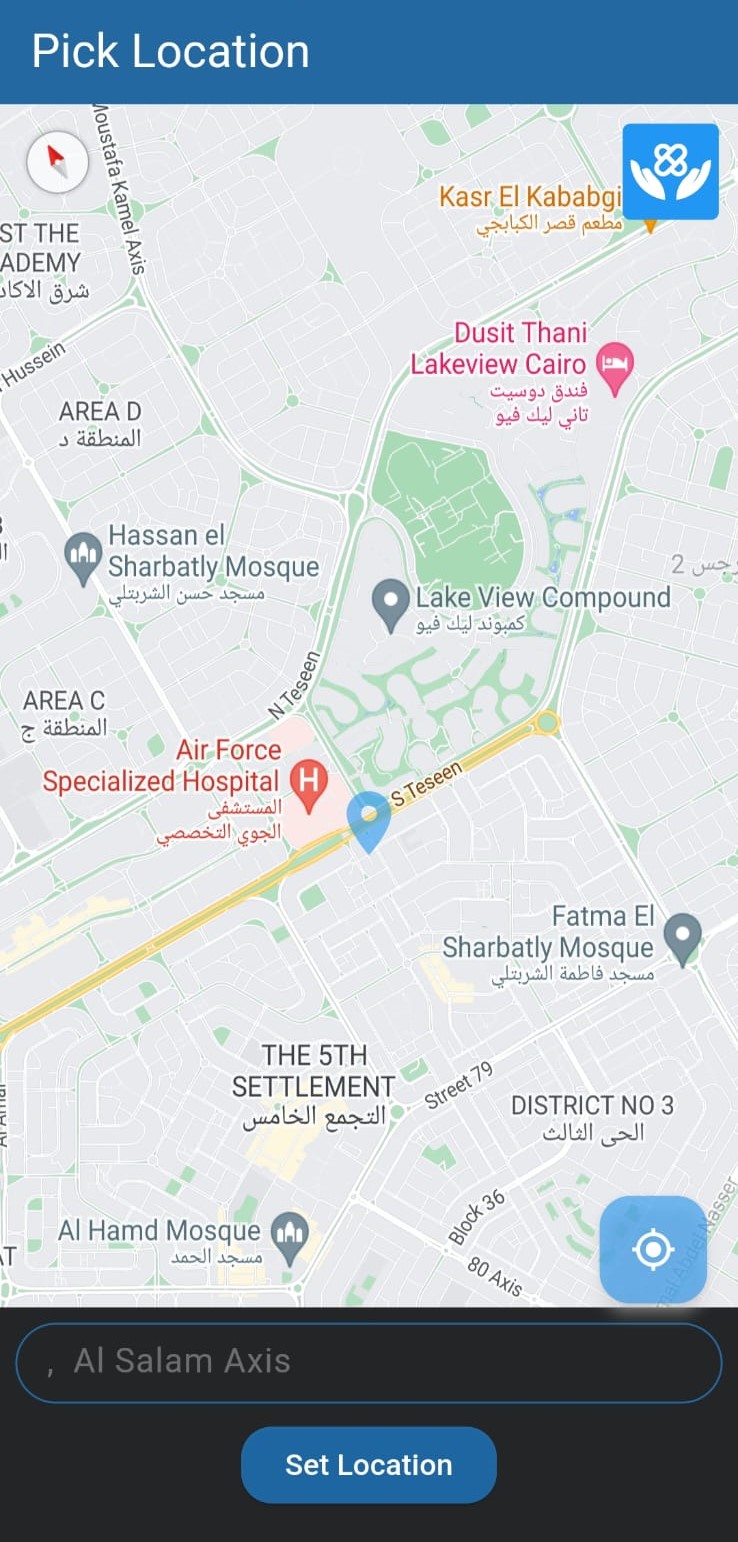 Pick Location
Moustafa Kamel Axis
Kasr El Kababgi
مطعم قصر الكبابجي
ST THE
ADEMY
شرق الاكاد
Hussein
Dusit Thani
Lakeview Cairo
فندق دوسيت
تاني ليك فيو
AREA D
المنطقة د
Hassan el
Sharbatly Mosque
مسجد حسن الشربتلي
2 رجس
Lake View Compound
كمبوند ليك فيو
N Teseen
AREA C
المنطقة ج
Air Force
Specialized Hospital
المستشفى
الجوي التخصصي
H
S Teseen
Fatma El
Sharbatly Mosque
مسجد فاطمة الشربتلي
THE 5TH
SETTLEMENT
التجمع الخامس
Street 79
DISTRICT NO 3
الحى الثالث
Block 36
Al Hamd Mosque
مسجد الحمد
80 Axis
mal Abdel Nasser
AT
, Al Salam Axis
Set Location